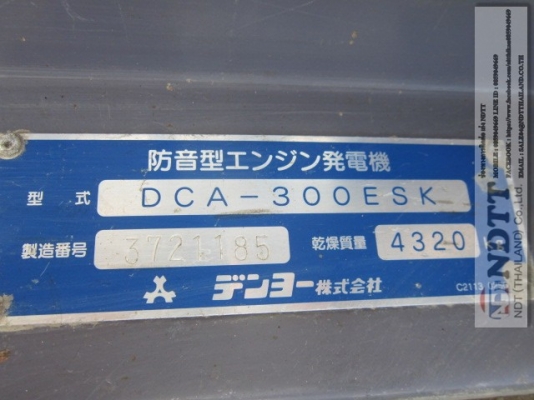 防音型エンジン発電機
型式 DCA-300ESK
製造番号 3721185 乾燥質量 4320
デンヨー株式会社
C2113
NDTT
NDT (THAILAND) Co.,Ltd.